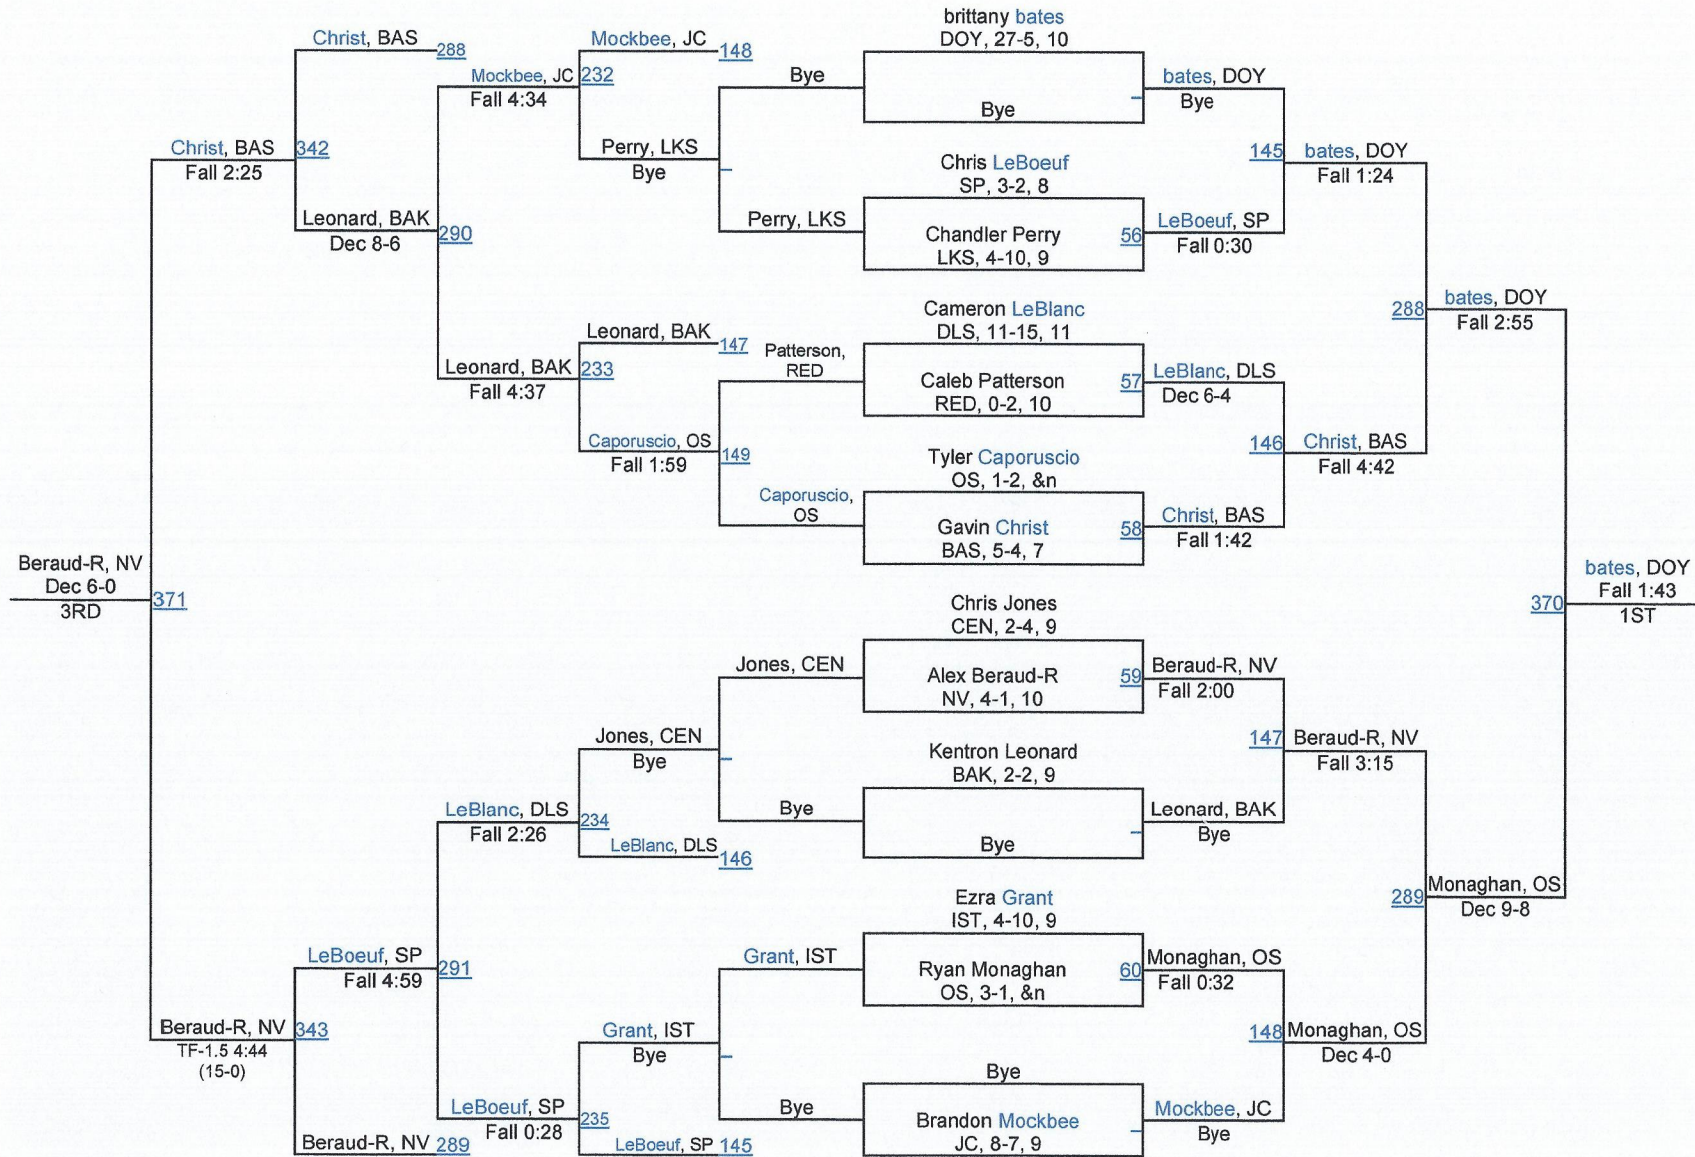 brittany bates
DOY, 27-5, 10
Christ, BAS
288
Mockbee, JC
148
Mockbee, JC
232
Fall 4:34
Bye
bates, DOY
Bye
Bye
Christ, BAS
342
Fall 2:25
Perry, LKS
Bye
Chris LeBoeuf
SP, 3-2, 8
145
bates, DOY
Fall 1:24
Leonard, BAK
Dec 8-6
290
Perry, LKS
Chandler Perry
LKS, 4-10, 9
56
LeBoeuf, SP
Fall 0:30
Cameron LeBlanc
DLS, 11-15, 11
288
bates, DOY
Fall 2:55
Leonard, BAK
147
Patterson,
RED
Leonard, BAK
233
Fall 4:37
Caleb Patterson
RED, 0-2, 10
57
LeBlanc, DLS
Dec 6-4
Caporuscio, OS
149
Fall 1:59
Tyler Caporuscio
OS, 1-2, &n
146
Christ, BAS
Fall 4:42
Caporuscio,
OS
Gavin Christ
BAS, 5-4, 7
58
Christ, BAS
Fall 1:42
Beraud-R, NV
Dec 6-0
3RD
371
Chris Jones
CEN, 2-4, 9
370
bates, DOY
Fall 1:43
1ST
Jones, CEN
Alex Beraud-R
NV, 4-1, 10
59
Beraud-R, NV
Fall 2:00
Jones, CEN
Bye
Kentron Leonard
BAK, 2-2, 9
147
Beraud-R, NV
Fall 3:15
LeBlanc, DLS
234
Fall 2:26
Bye
Leonard, BAK
Bye
LeBlanc, DLS
146
Bye
Ezra Grant
IST, 4-10, 9
289
Monaghan, OS
Dec 9-8
LeBoeuf, SP
Fall 4:59
291
Grant, IST
Ryan Monaghan
OS, 3-1, &n
60
Monaghan, OS
Fall 0:32
Beraud-R, NV
343
TF-1.5 4:44
(15-0)
Grant, IST
Bye
148
Monaghan, OS
Dec 4-0
Bye
LeBoeuf, SP
235
Fall 0:28
Bye
Brandon Mockbee
JC, 8-7, 9
Mockbee, JC
Bye
Beraud-R, NV
289
LeBoeuf, SP
145